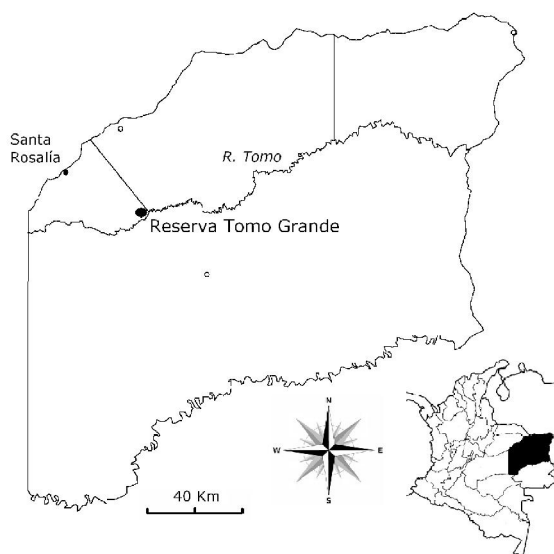 Santa
Rosalía
R. Tomo
Reserva Tomo Grande
N
W
E
S
40 Km